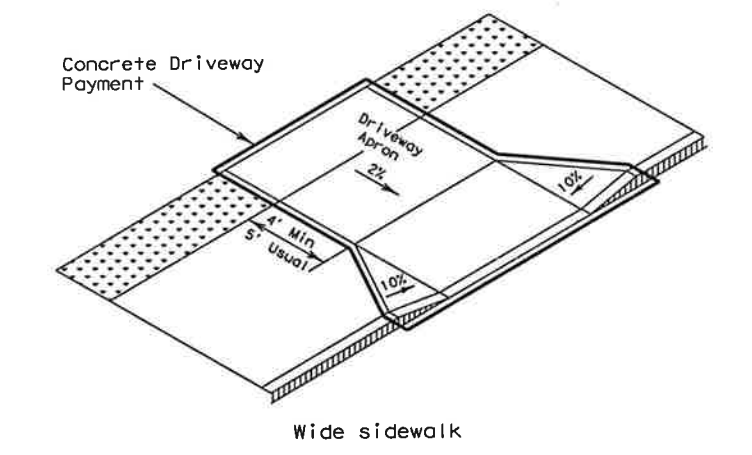 Concrete Driveway
Payment
Driveway
Apron
2%
10%
4' Min
5' Usual
10%
Wide sidewalk